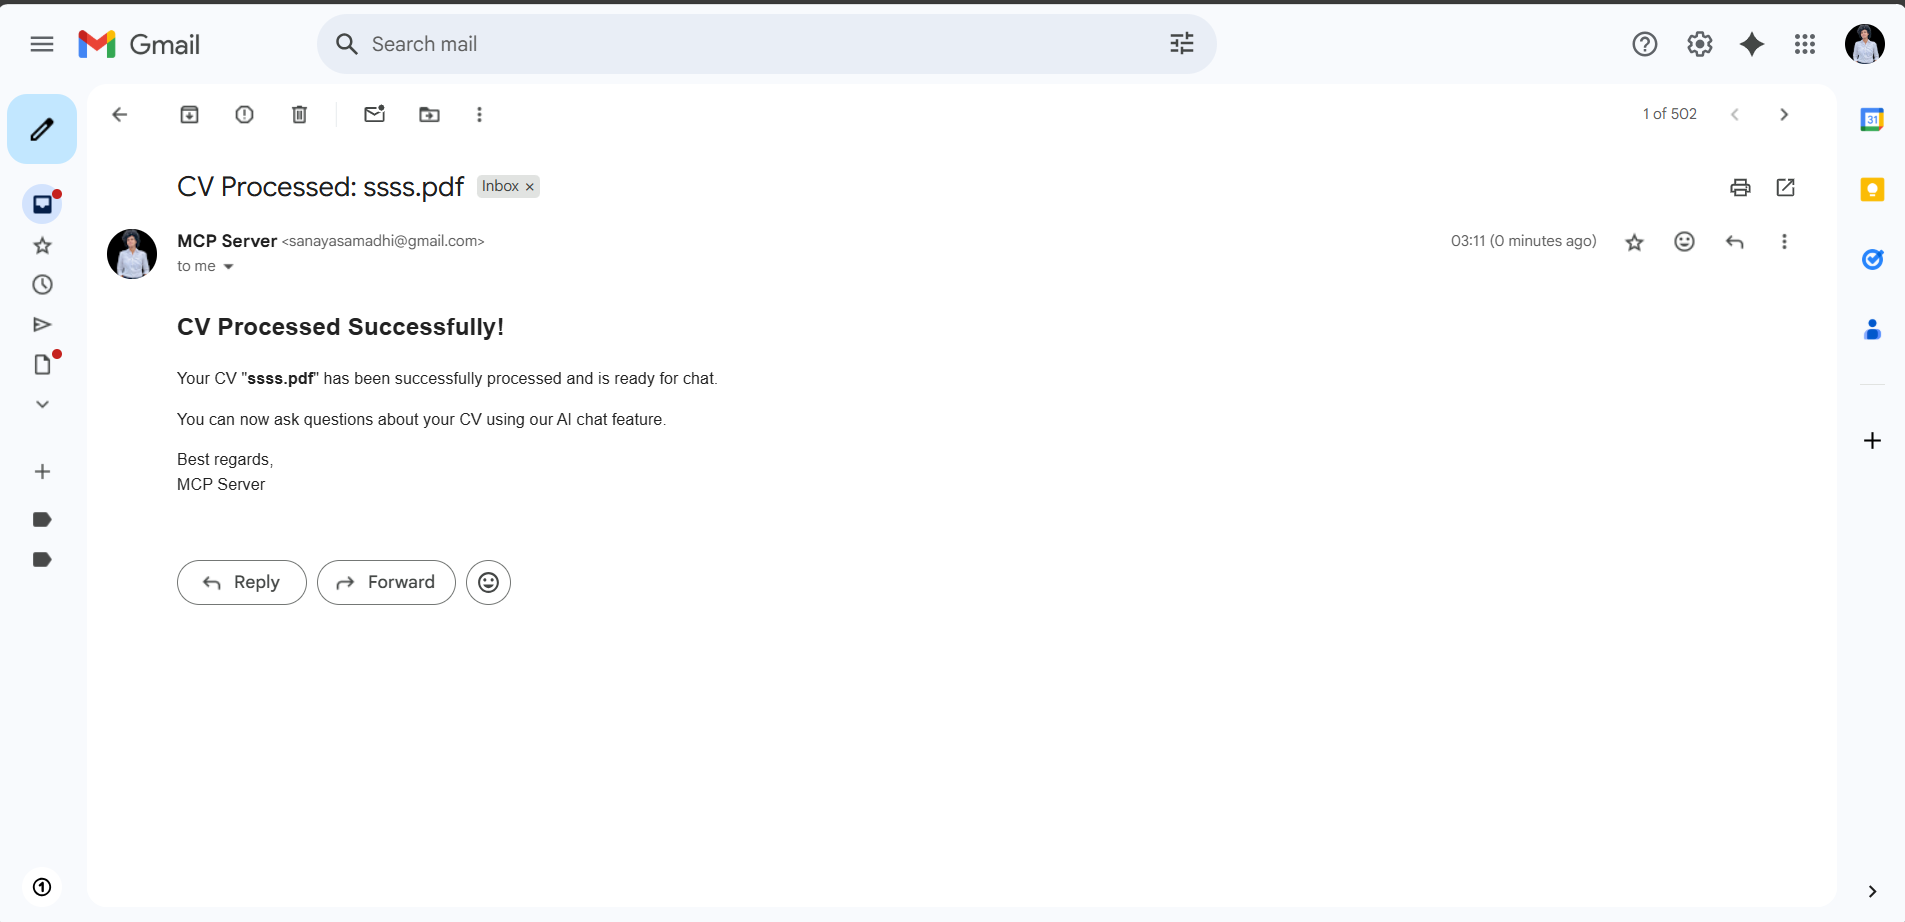 Gmail
Search mail
1 of 502
CV Processed: ssss.pdf Inbox ×
MCP Server <sanayasamadhi@gmail.com>
03:11 (0 minutes ago)
to me
CV Processed Successfully!
Your CV "ssss.pdf" has been successfully processed and is ready for chat.
You can now ask questions about your CV using our AI chat feature.
Best regards,
MCP Server
Reply
Forward
31
1